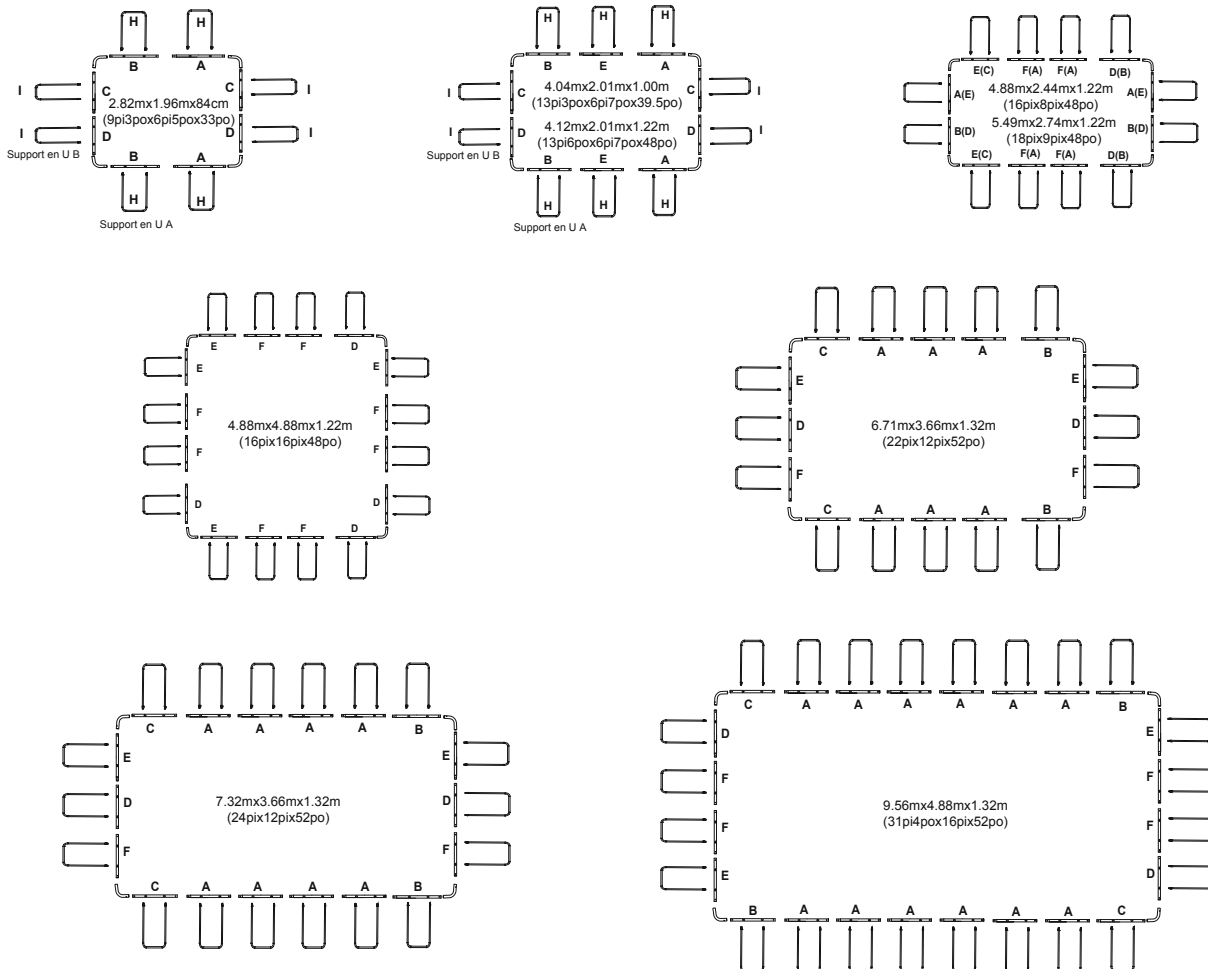 H H
B A
I C C I
2.82mx1.96mx84cm
(9pi3pox6pi5pox33po)
I D D I
Support en U B
B A
H H
Support en U A
H H H
B E A
4.04mx2.01mx1.00m
I C C I
(13pi3pox6pi7pox39.5po)
I D D I
4.12mx2.01mx1.22m
(13pi6pox6pi7pox48po)
Support en U B
B E A
H H H
Support en U A
E(C) F(A) F(A) D(B)
A(E) 4.88mx2.44mx1.22m A(E)
(16pix8pix48po)
B(D) 5.49mx2.74mx1.22m B(D)
(18pix9pix48po)
E(C) F(A) F(A) D(B)
E F F D
E E
F F
4.88mx4.88mx1.22m
(16pix16pix48po)
F F
D D
E F F D
C A A A B
E E
D 6.71mx3.66mx1.32m D
(22pix12pix52po)
F F
C A A A B
C A A A A B
E E
D 7.32mx3.66mx1.32m D
(24pix12pix52po)
F F
C A A A A B
C A A A A A A B
D E
F F
9.56mx4.88mx1.32m
(31pi4pox16pix52po)
F F
E D
B A A A A A A C